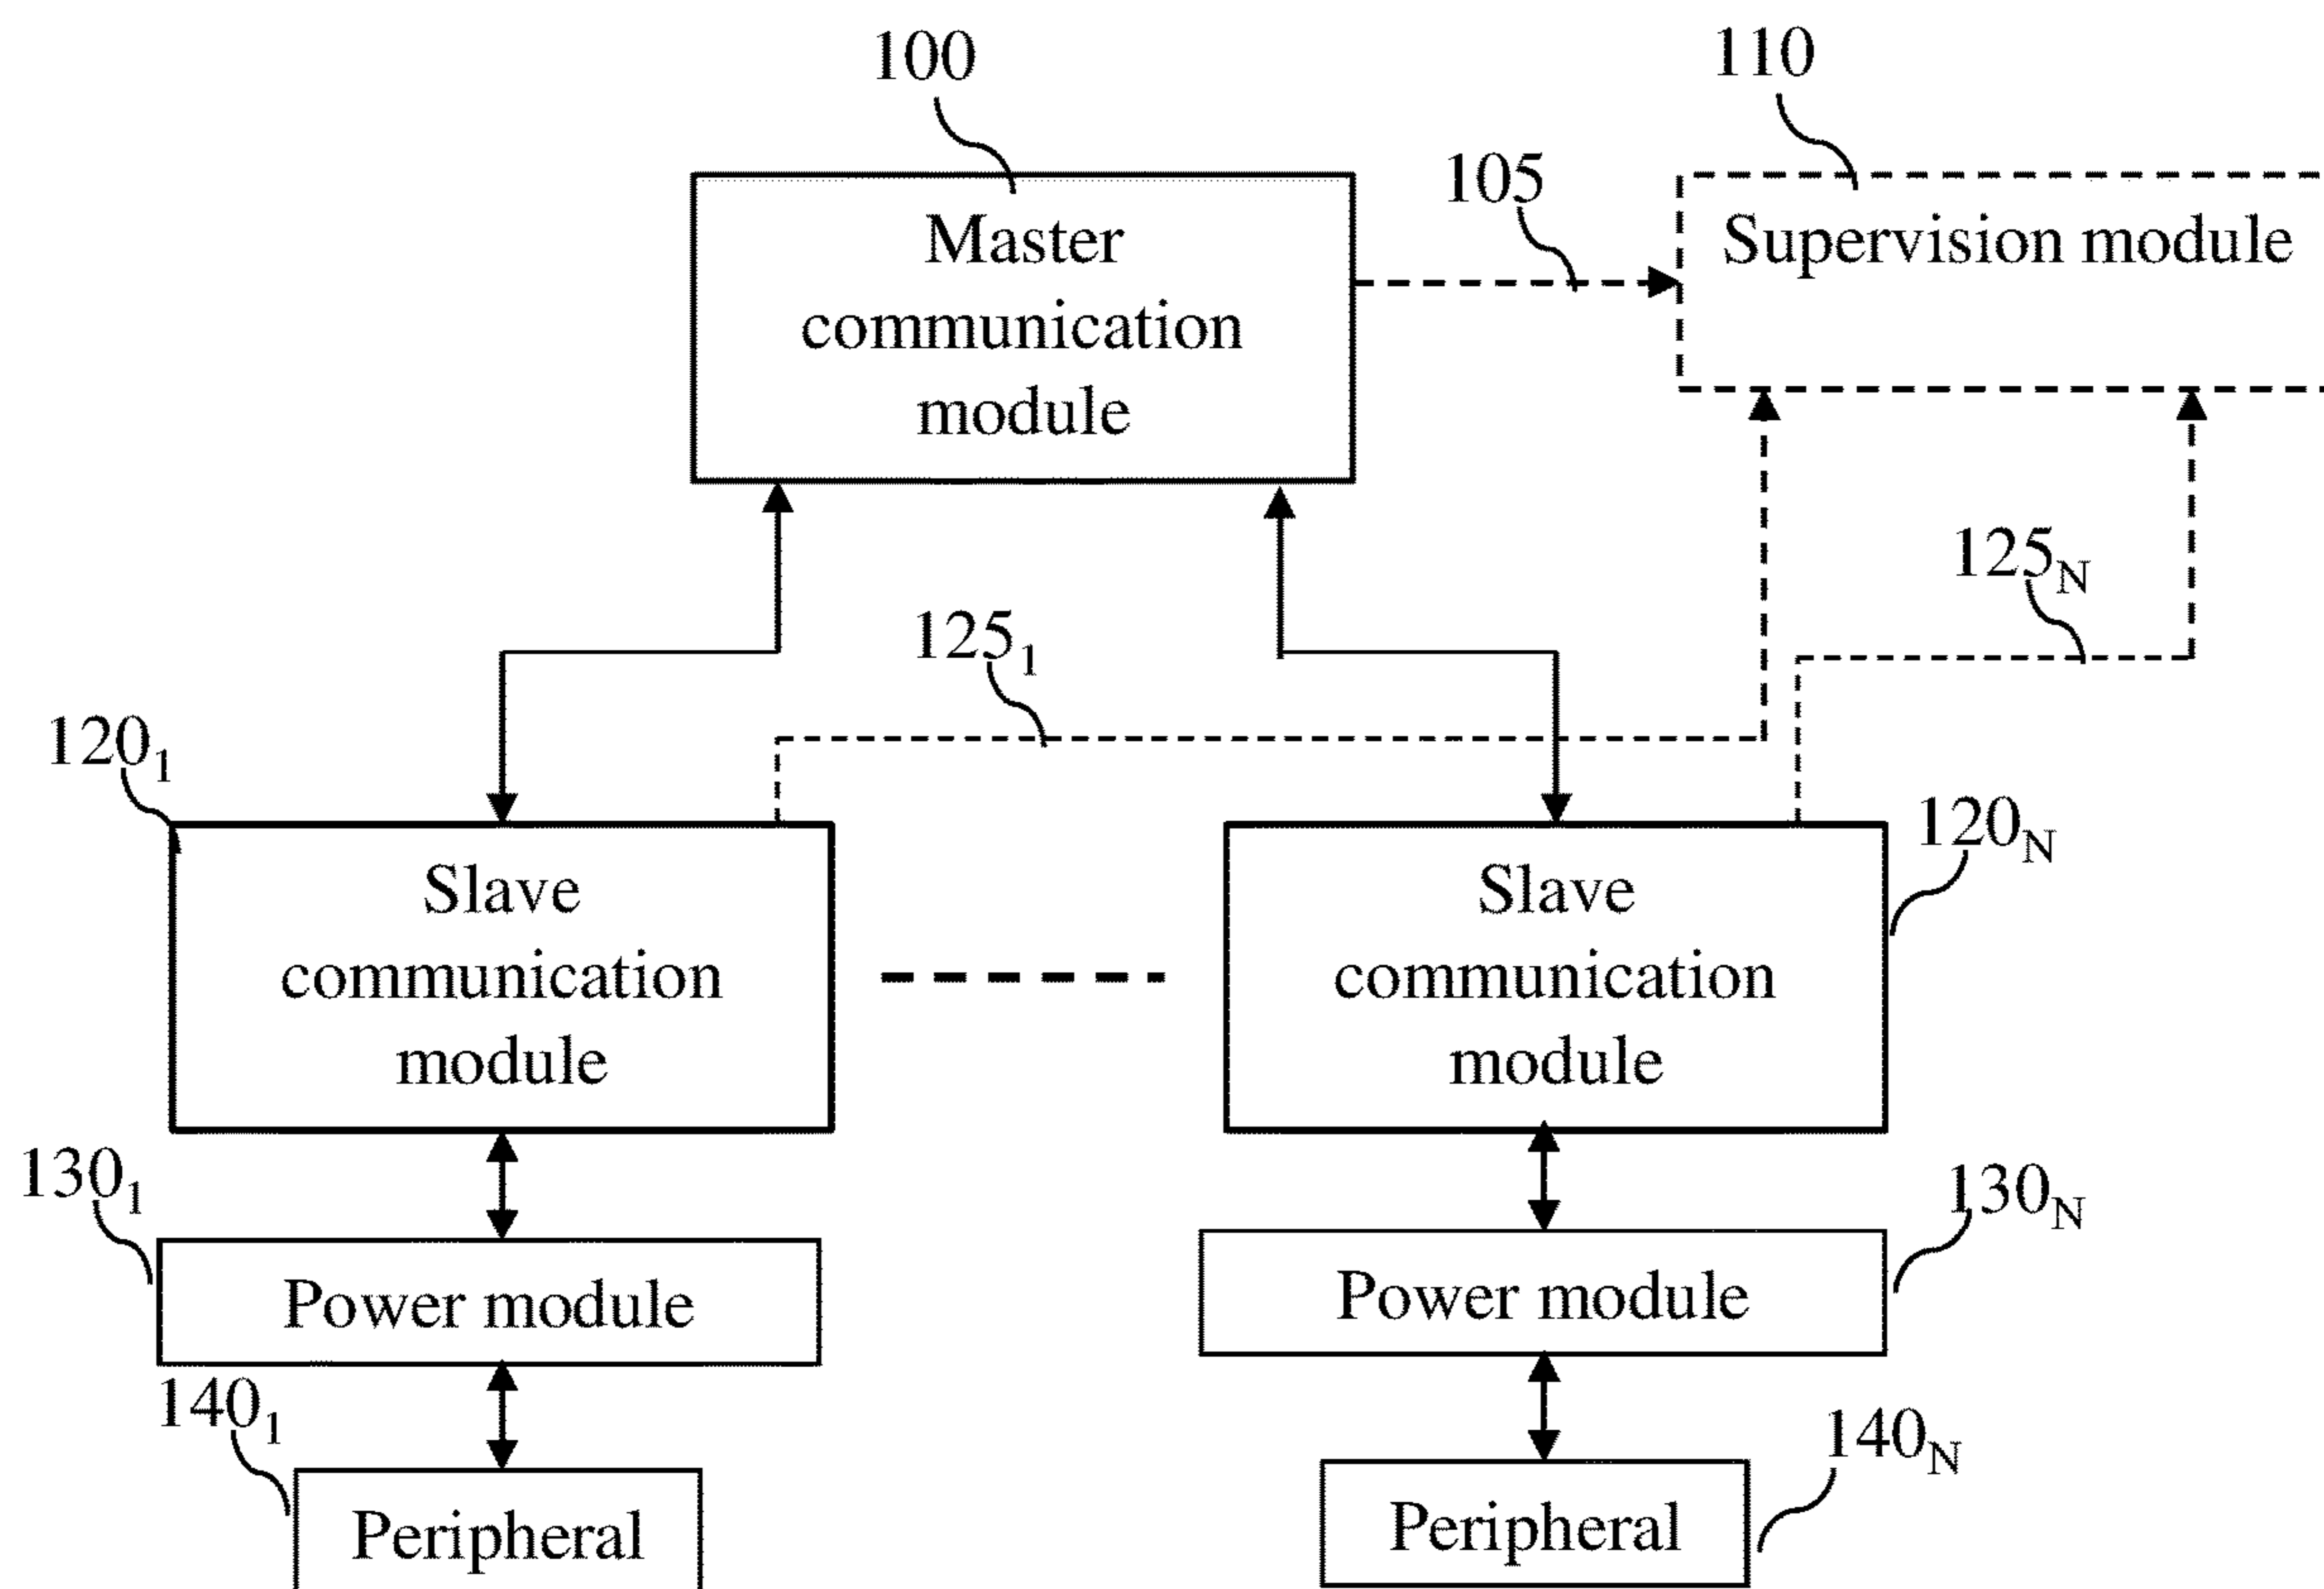 100
110
105
Master
communication
module
Supervision module
125N
1251
1201
120N
Slave
communication
module
Slave
communication
module
1301
130N
Power module
Power module
1401
140N
Peripheral
Peripheral